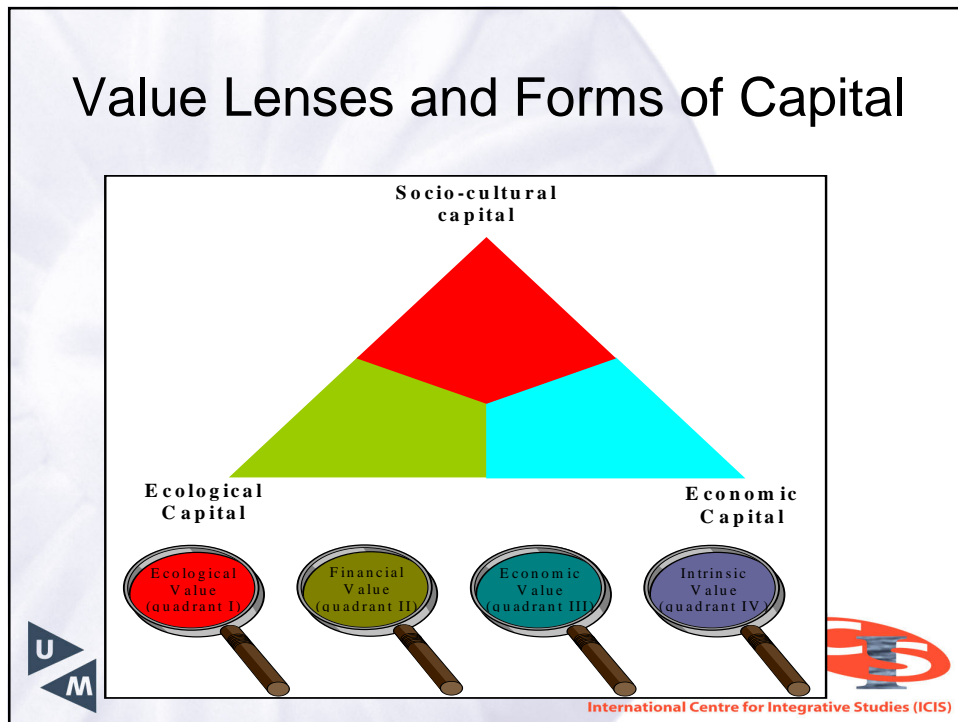 Value Lenses and Forms of Capital
Socio-cultural
capital
Ecological
Capital
Economic
Capital
Ecological
Value
(quadrant I)
Financial
Value
(quadrant II)
Economic
Value
(quadrant III)
Intrinsic
Value
(quadrant IV)
U
M
International Centre for Integrative Studies (ICIS)